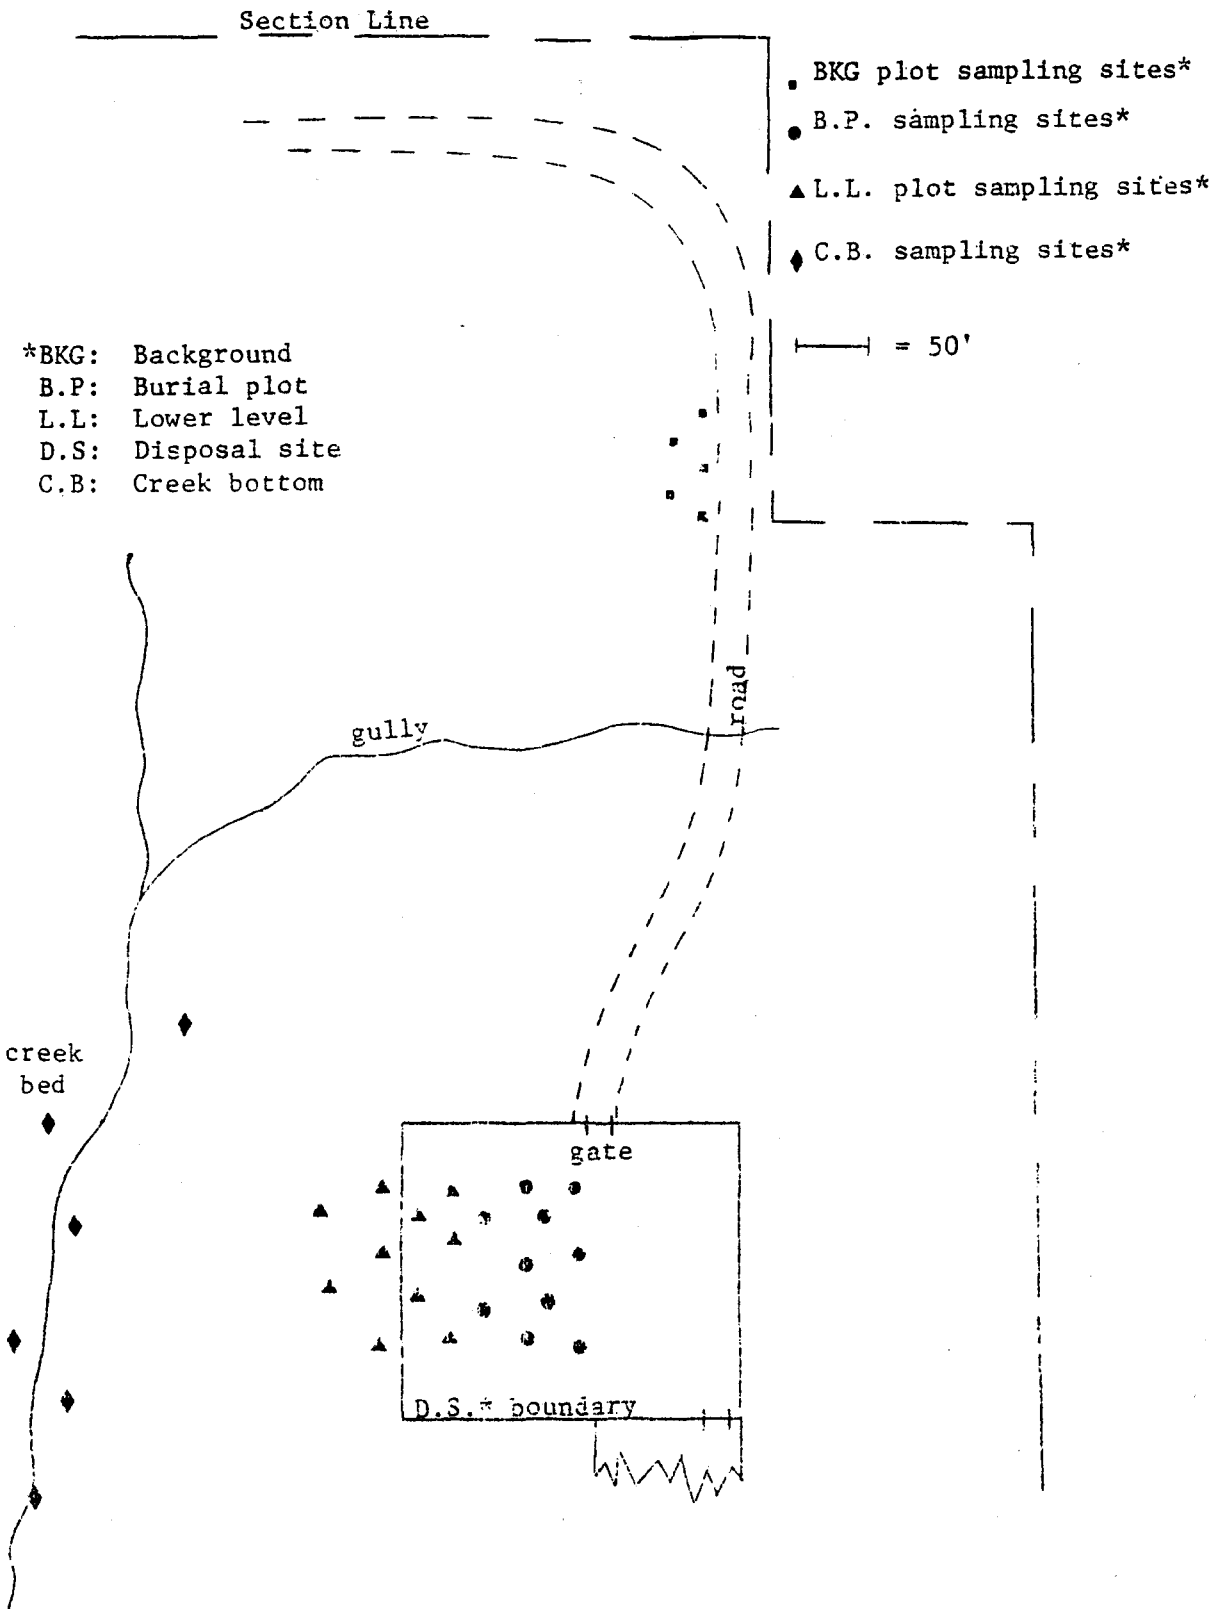 Section Line
BKG plot sampling sites*
B.P. sampling sites*
L.L. plot sampling sites*
C.B. sampling sites*
= 50'
*BKG: Background
B.P: Burial plot
L.L: Lower level
D.S: Disposal site
C.B: Creek bottom
road
gully
creek
bed
gate
D.S.* boundary